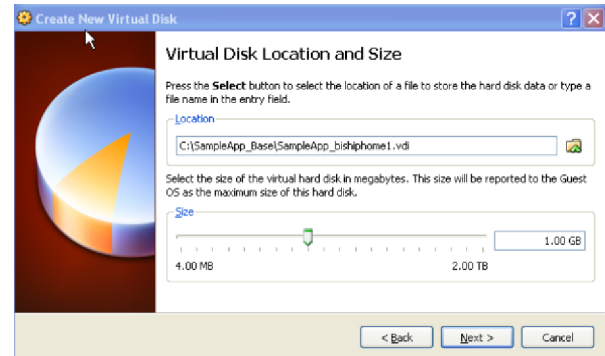 Create New Virtual Disk
Virtual Disk Location and Size
Press the Select button to select the location of a file to store the hard disk data or type a
file name in the entry field.
Location
C:\SampleApp_Base\SampleApp_bishiphome1.vdi
Select the size of the virtual hard disk in megabytes. This size will be reported to the Guest
OS as the maximum size of this hard disk.
Size
1.00 GB
4.00 MB 2.00 TB
< Back Next > Cancel